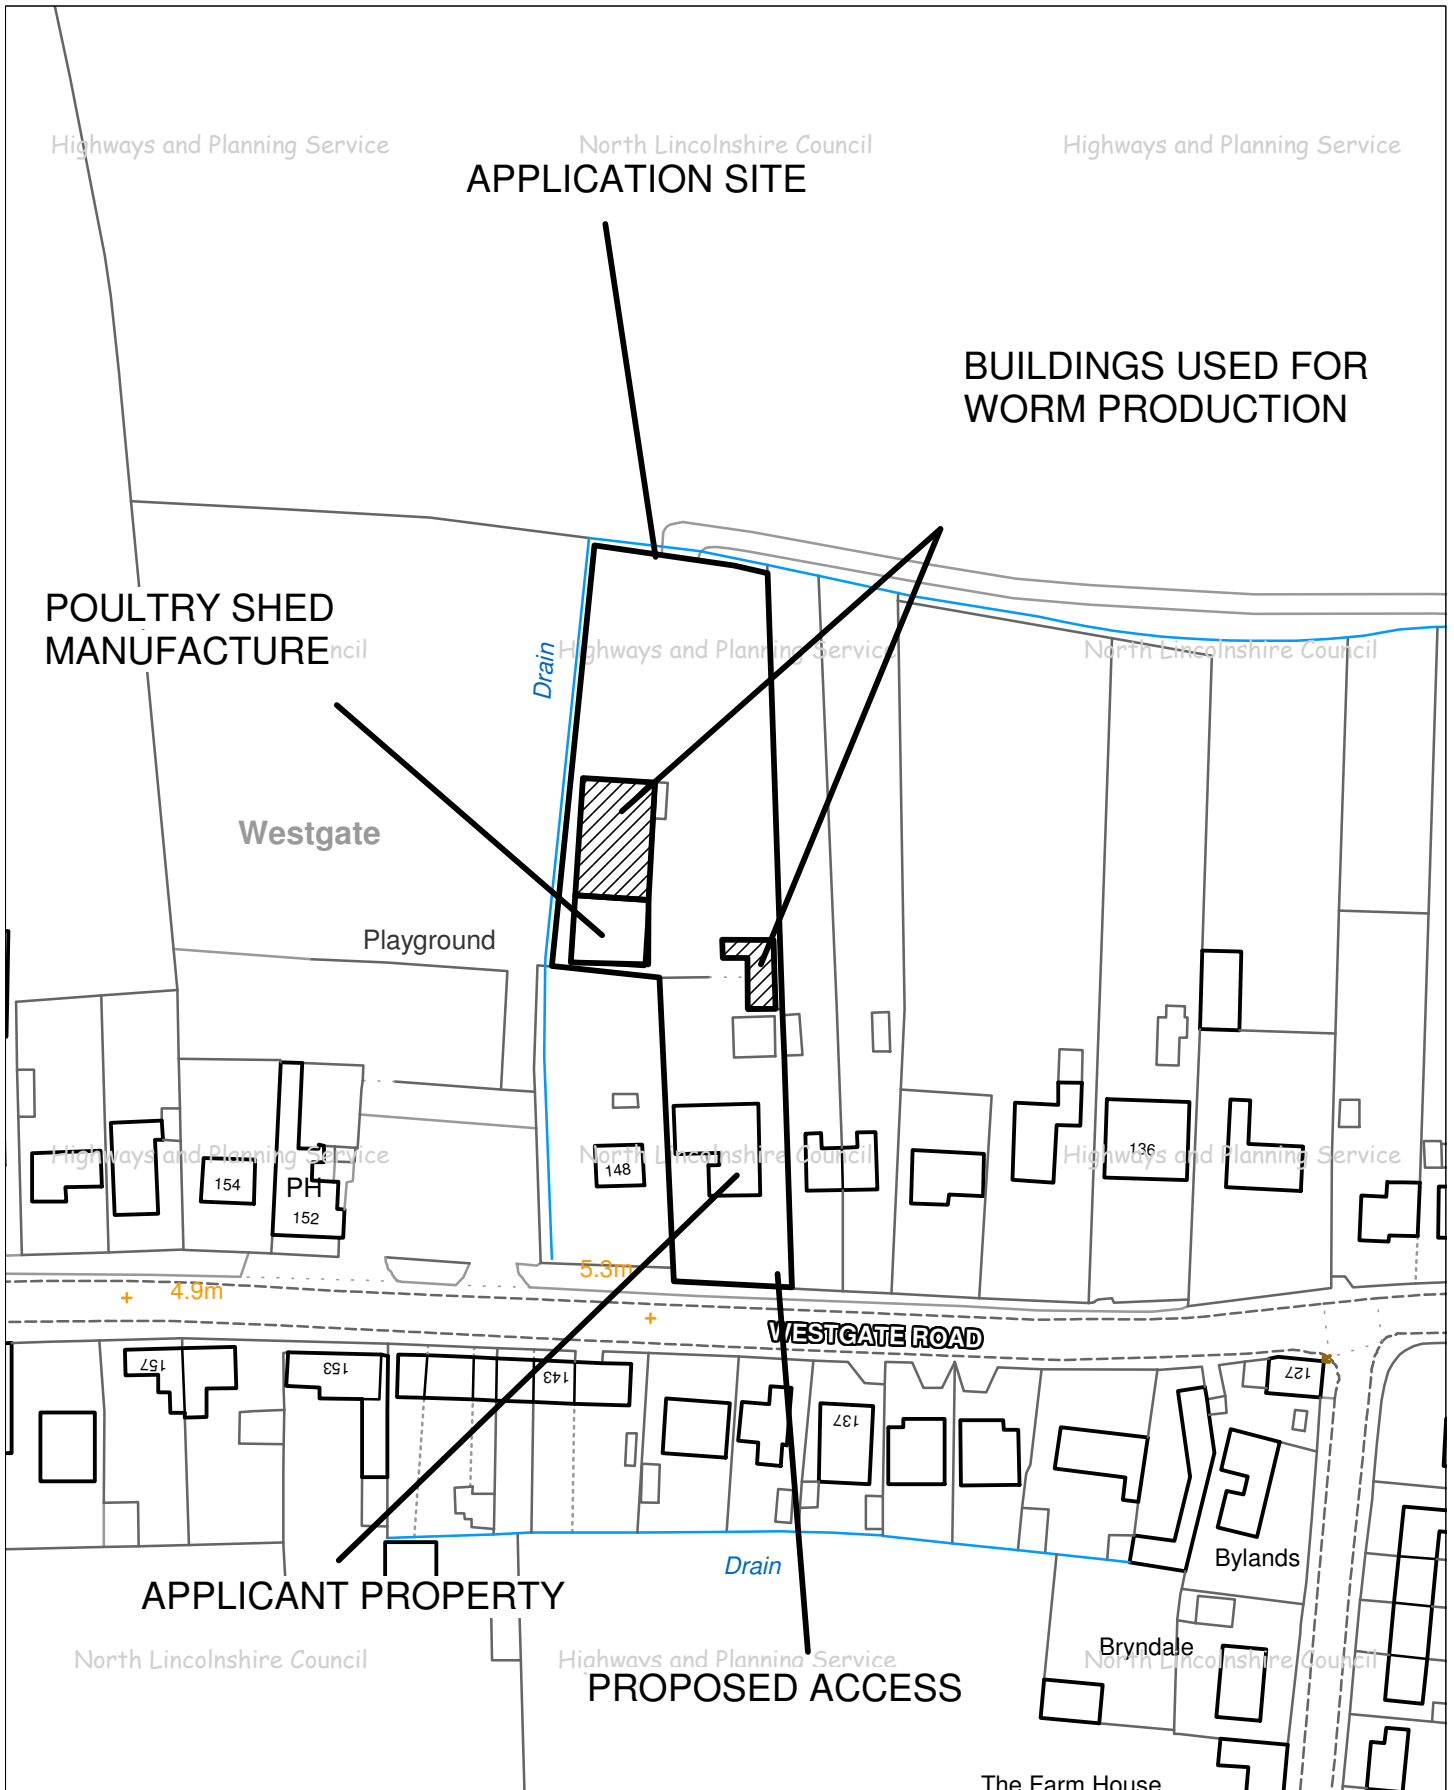 Highways and Planning Service
North Lincolnshire Council
Highways and Planning Service
APPLICATION SITE
BUILDINGS USED FOR
WORM PRODUCTION
POULTRY SHED
MANUFACTURE
ncil
Drain
Highways and Planning Service
North Lincolnshire Council
Westgate
Playground
Highways and Planning Service
North Lincolnshire Council
Highways and Planning Service
136
148
154
PH
152
5.3m
4.9m
WESTGATE ROAD
157
153
143
137
127
Drain
Bylands
APPLICANT PROPERTY
Bryndale
North Lincolnshire Council
Highways and Planning Service
North Lincolnshire Council
PROPOSED ACCESS
The Farm House